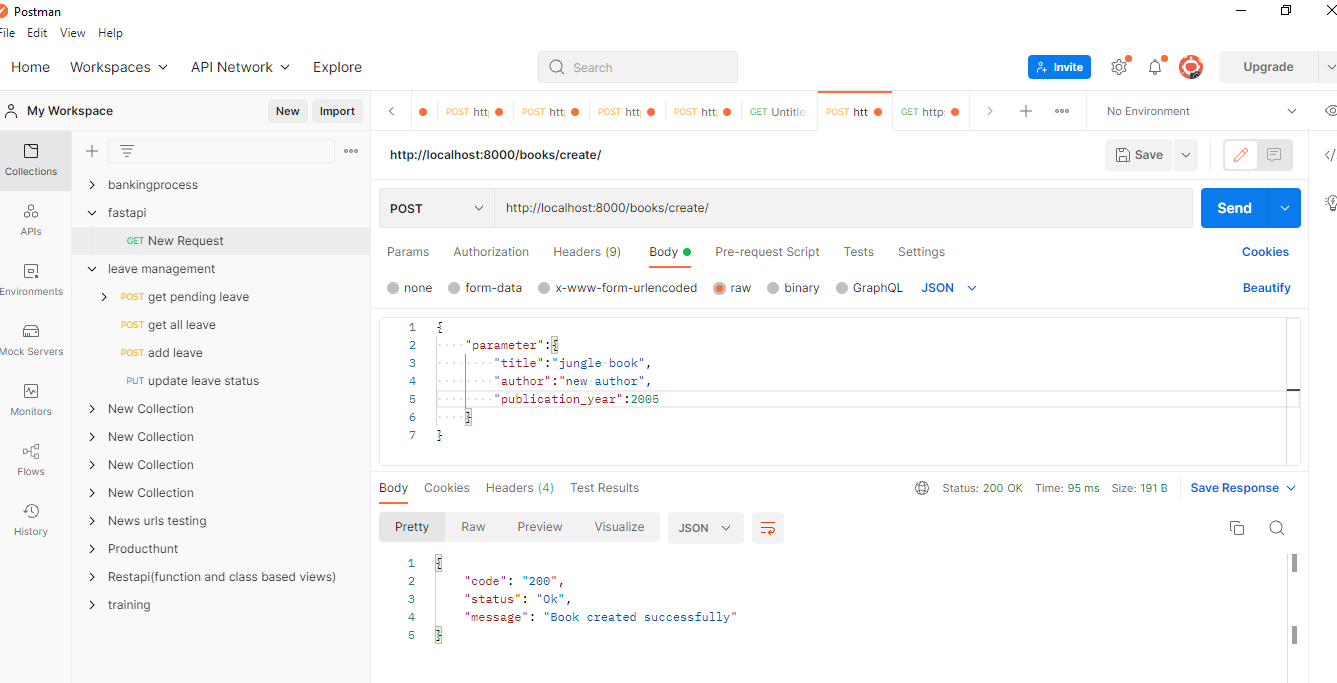 Postman
File Edit View Help
Home Workspaces API Network Explore Search Invite Upgrade
My Workspace New Import
POST htt POST htt POST htt POST htt GET Untitle POST htt GET http: No Environment
Collections
APIs
Environments
Mock Servers
Monitors
Flows
History
bankingprocess
fastapi
GET New Request
leave management
POST get pending leave
POST get all leave
POST add leave
PUT update leave status
New Collection
New Collection
New Collection
New Collection
News urls testing
Producthunt
Restapi(function and class based views)
training
http://localhost:8000/books/create/ Save
POST http://localhost:8000/books/create/ Send
Params Authorization Headers (9) Body Pre-request Script Tests Settings Cookies
none form-data x-www-form-urlencoded raw binary GraphQL JSON Beautify
1 {
2 "parameter":{
3 "title":"jungle book",
4 "author":"new author",
5 "publication_year":2005
6 }
7 }
Body Cookies Headers (4) Test Results Status: 200 OK Time: 95 ms Size: 191 B Save Response
Pretty Raw Preview Visualize JSON
1 {
2 "code": "200",
3 "status": "Ok",
4 "message": "Book created successfully"
5 }